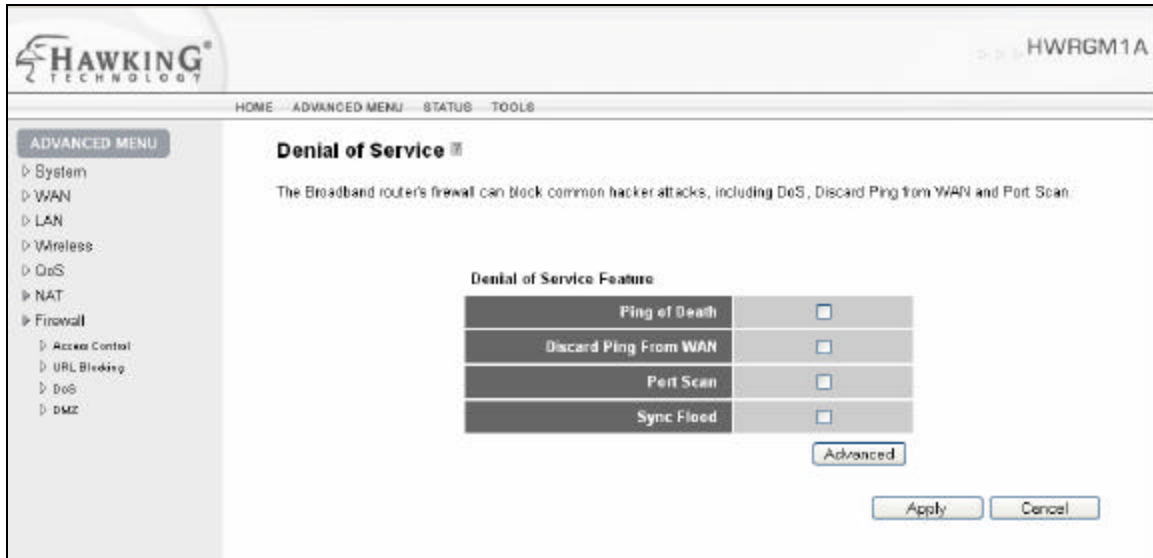 HAWKING®
TECHNOLOGY
HWRGM1A
HOME ADVANCED MENU STATUS TOOLS
ADVANCED MENU
System
WAN
LAN
Wireless
QoS
NAT
Firewall
Access Control
URL Blocking
DoS
DMZ
Denial of Service
The Broadband router's firewall can block common hacker attacks, including DoS, Discard Ping from WAN and Port Scan.
Denial of Service Feature
Ping of Death
Discard Ping From WAN
Port Scan
Sync Flood
Advanced
Apply Cancel